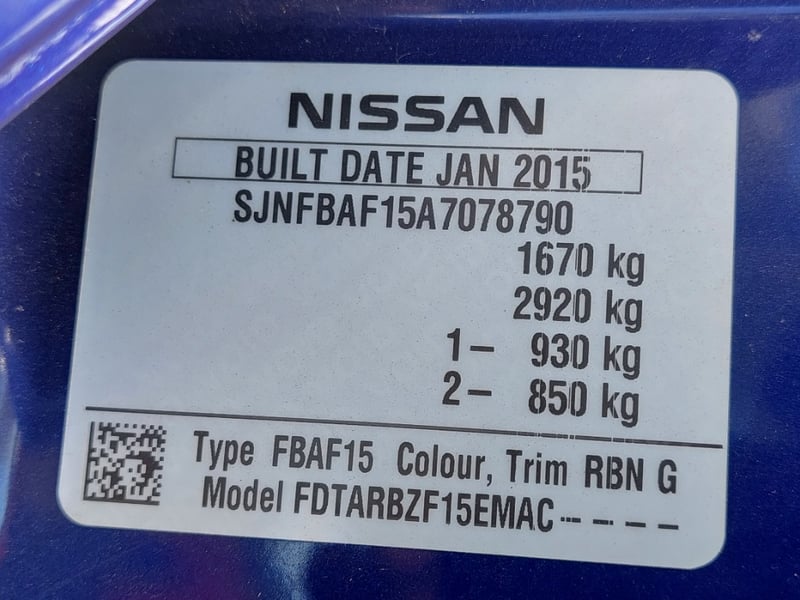 NISSAN
BUILT DATE JAN 2015
SJNFBAF15A7078790
1670 kg
2920 kg
1– 930 kg
2– 850 kg
Type FBAF15 Colour, Trim RBN G
Model FDTARBZF15EMAC-----